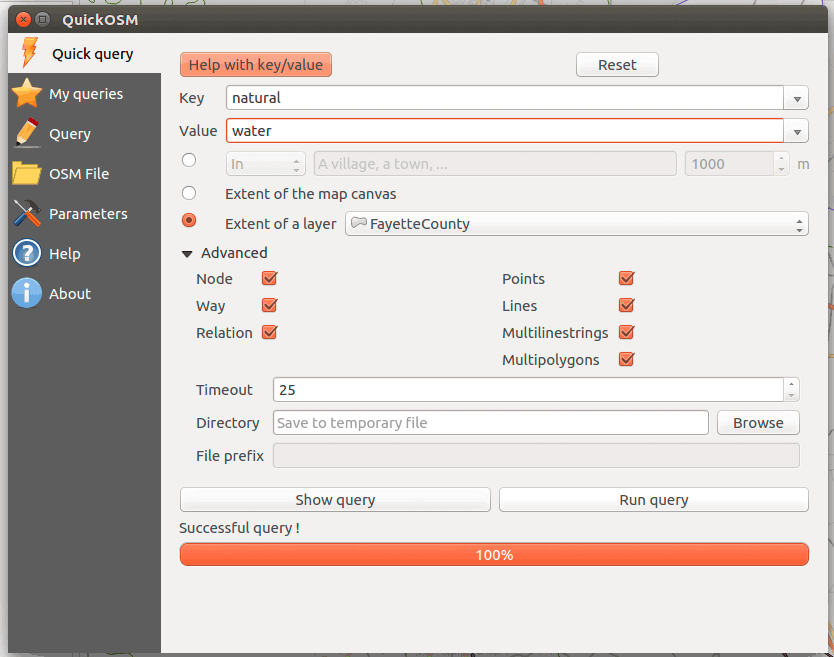 QuickOSM
Quick query
My queries
Query
OSM File
Parameters
Help
About
Help with key/value
Reset
Key natural
Value water
In A village, a town, ... 1000 m
Extent of the map canvas
Extent of a layer FayetteCounty
Advanced
Node Points
Way Lines
Relation Multilinestrings
Multipolygons
Timeout 25
Directory Save to temporary file Browse
File prefix
Show query Run query
Successful query !
100%